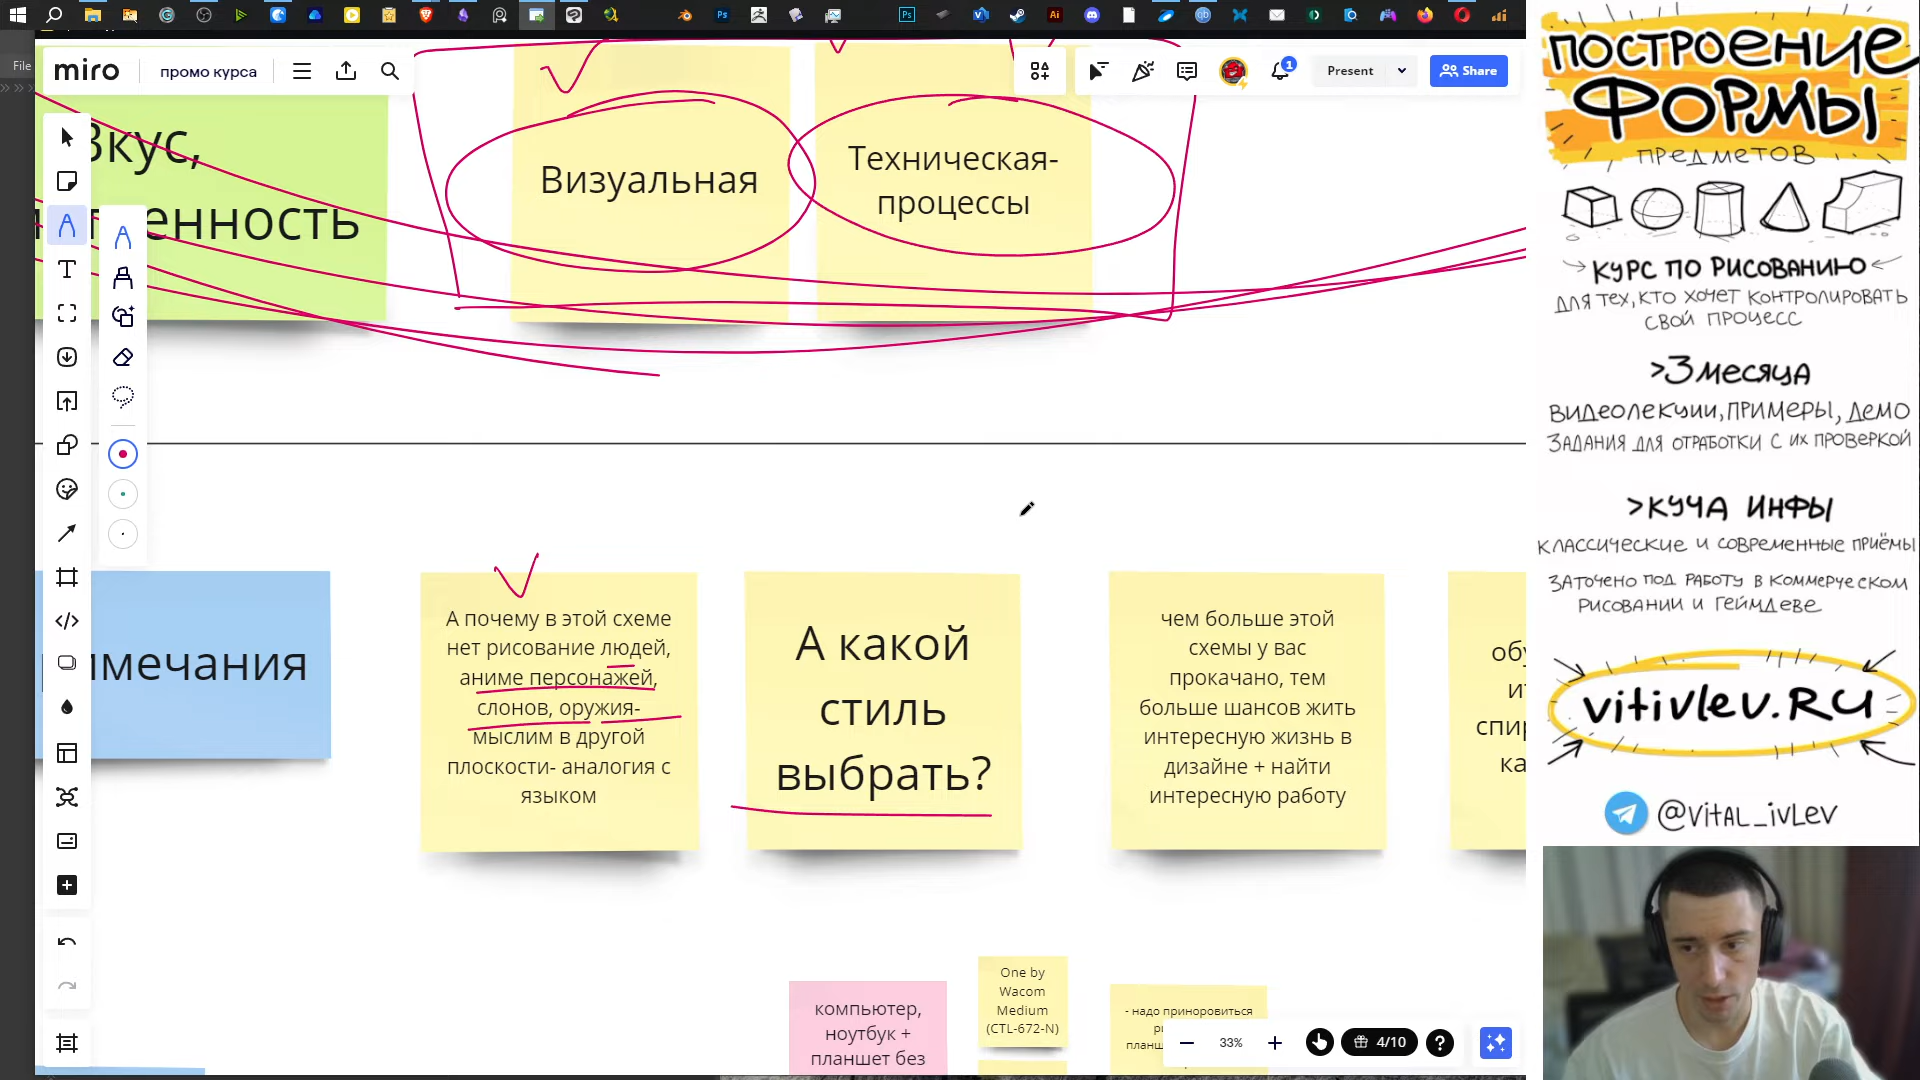 File
miro
промо курса
Present
1
Share
Вкус,
Визуальная
Техническая-
процессы
А почему в этой схеме
нет рисование людей,
аниме персонажей,
слонов, оружия-
мыслим в другой
плоскости- аналогия с
языком
А какой
стиль
выбрать?
чем больше этой
схемы у вас
прокачано, тем
больше шансов жить
интересную жизнь в
дизайне + найти
интересную работу
компьютер,
ноутбук +
планшет без
One by
Wacom
Medium
(CTL-672-N)
- надо приноровиться
33%
4/10
ПОСТРОЕНИЕ
ФОРМЫ
ПРЕДМЕТОВ
КУРС ПО РИСОВАНИЮ
ДЛЯ ТЕХ, КТО ХОЧЕТ КОНТРОЛИРОВАТЬ
СВОЙ ПРОЦЕСС
>3 месяца
ВИДЕОЛЕКЦИИ, ПРИМЕРЫ, ДЕМО
ЗАДАНИЯ ДЛЯ ОТРАБОТКИ С ИХ ПРОВЕРКОЙ
>КУЧА ИНФЫ
КЛАССИЧЕСКИЕ И СОВРЕМЕННЫЕ ПРИЁМЫ
ЗАТОЧЕНО ПОД РАБОТУ В КОММЕРЧЕСКОМ
РИСОВАНИИ И ГЕЙМДЕВЕ
vitivlev.RU
@VITAL_IVLEV